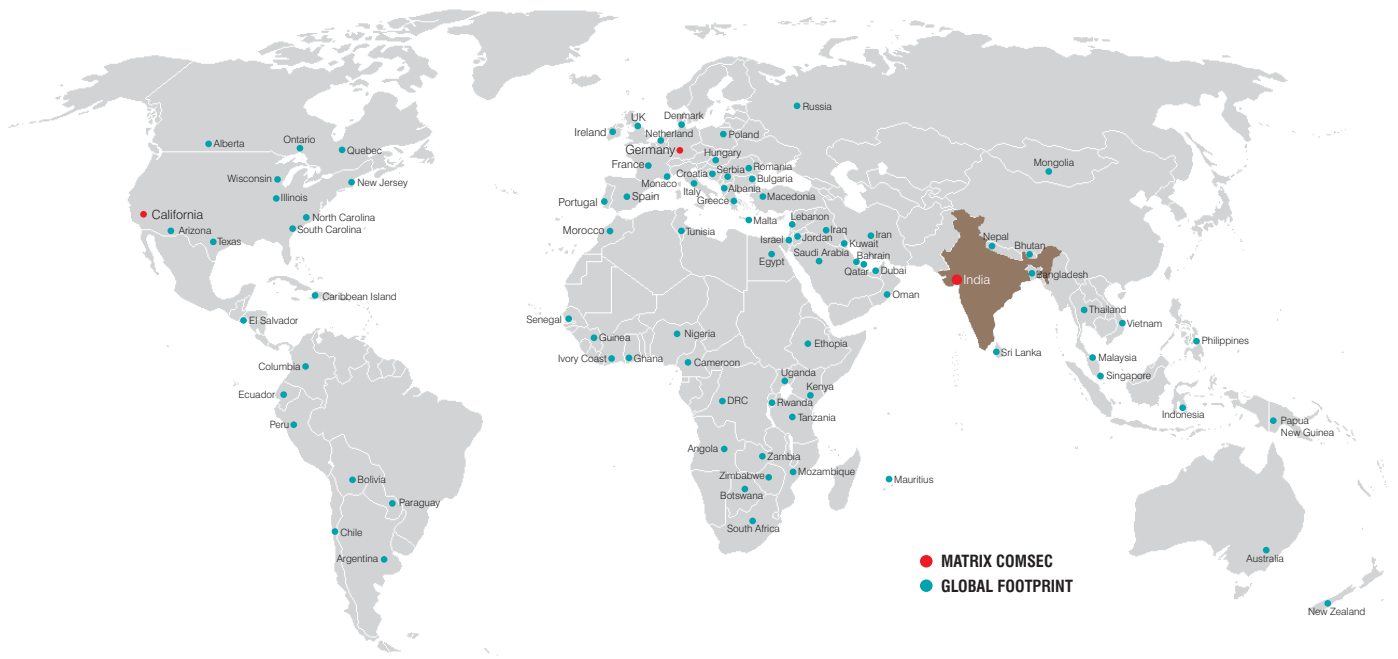 Russia
UK
Denmark
Ireland
Netherland
Poland
Alberta
Ontario
Quebec
Germany
Hungary
France
Croatia
Serbia
Romania
Mongolia
Wisconsin
New Jersey
Monaco
Italy
Bulgaria
Albania
Illinois
Portugal
Spain
Greece
Macedonia
California
North Carolina
Arizona
South Carolina
Texas
Morocco
Tunisia
Malta
Lebanon
Israel
Jordan
Iraq
Iran
Kuwait
Nepal
Bhutan
Egypt
Saudi Arabia
Bahrain
Qatar
Dubai
India
Bangladesh
Caribbean Island
Oman
El Salvador
Senegal
Thailand
Vietnam
Gunea
Nigeria
Ethopia
Philippines
Ivory Coast
Ghana
Cameroon
Sri Lanka
Malaysia
Columbia
Uganda
Singapore
Ecuador
Kenya
DRC
Rwanda
Tanzania
Indonesia
Peru
Papua
New Guinea
Angola
Zambia
Bolivia
Zimbabwe
Mozambique
Mauritius
Botswana
Paraguay
South Africa
Chile
Argentina
Australia
MATRIX COMSEC
GLOBAL FOOTPRINT
New Zealand